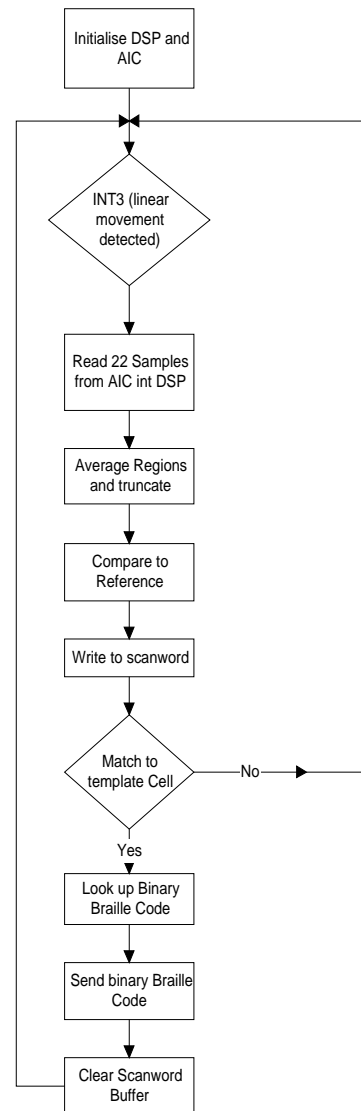 Initialise DSP and
AIC
INT3 (linear
movement
detected)
Read 22 Samples
from AIC int DSP
Average Regions
and truncate
Compare to
Reference
Write to scanword
Match to
template Cell
No
Yes
Look up Binary
Braille Code
Send binary Braille
Code
Clear Scanword
Buffer